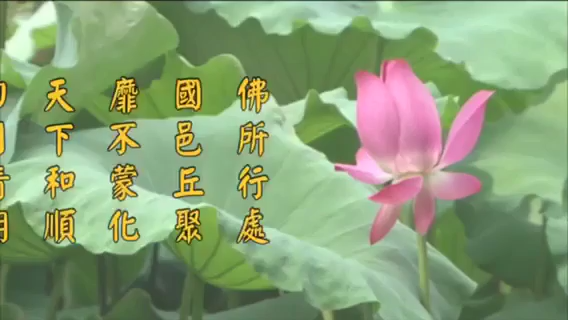 佛所行處
國邑丘聚
靡不蒙化
天下和順